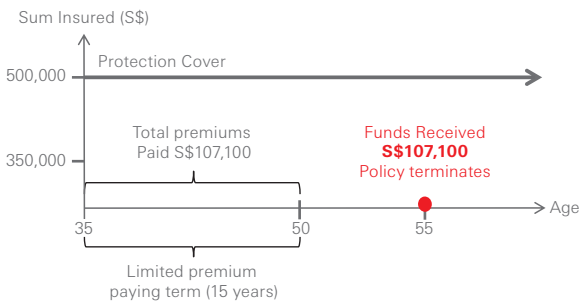 Sum Insured (S$)
Protection Cover
500,000
Total premiums
Paid S$107,100
Funds Received
S$107,100
Policy terminates
350,000
Age
35
50
55
Limited premium
paying term (15 years)